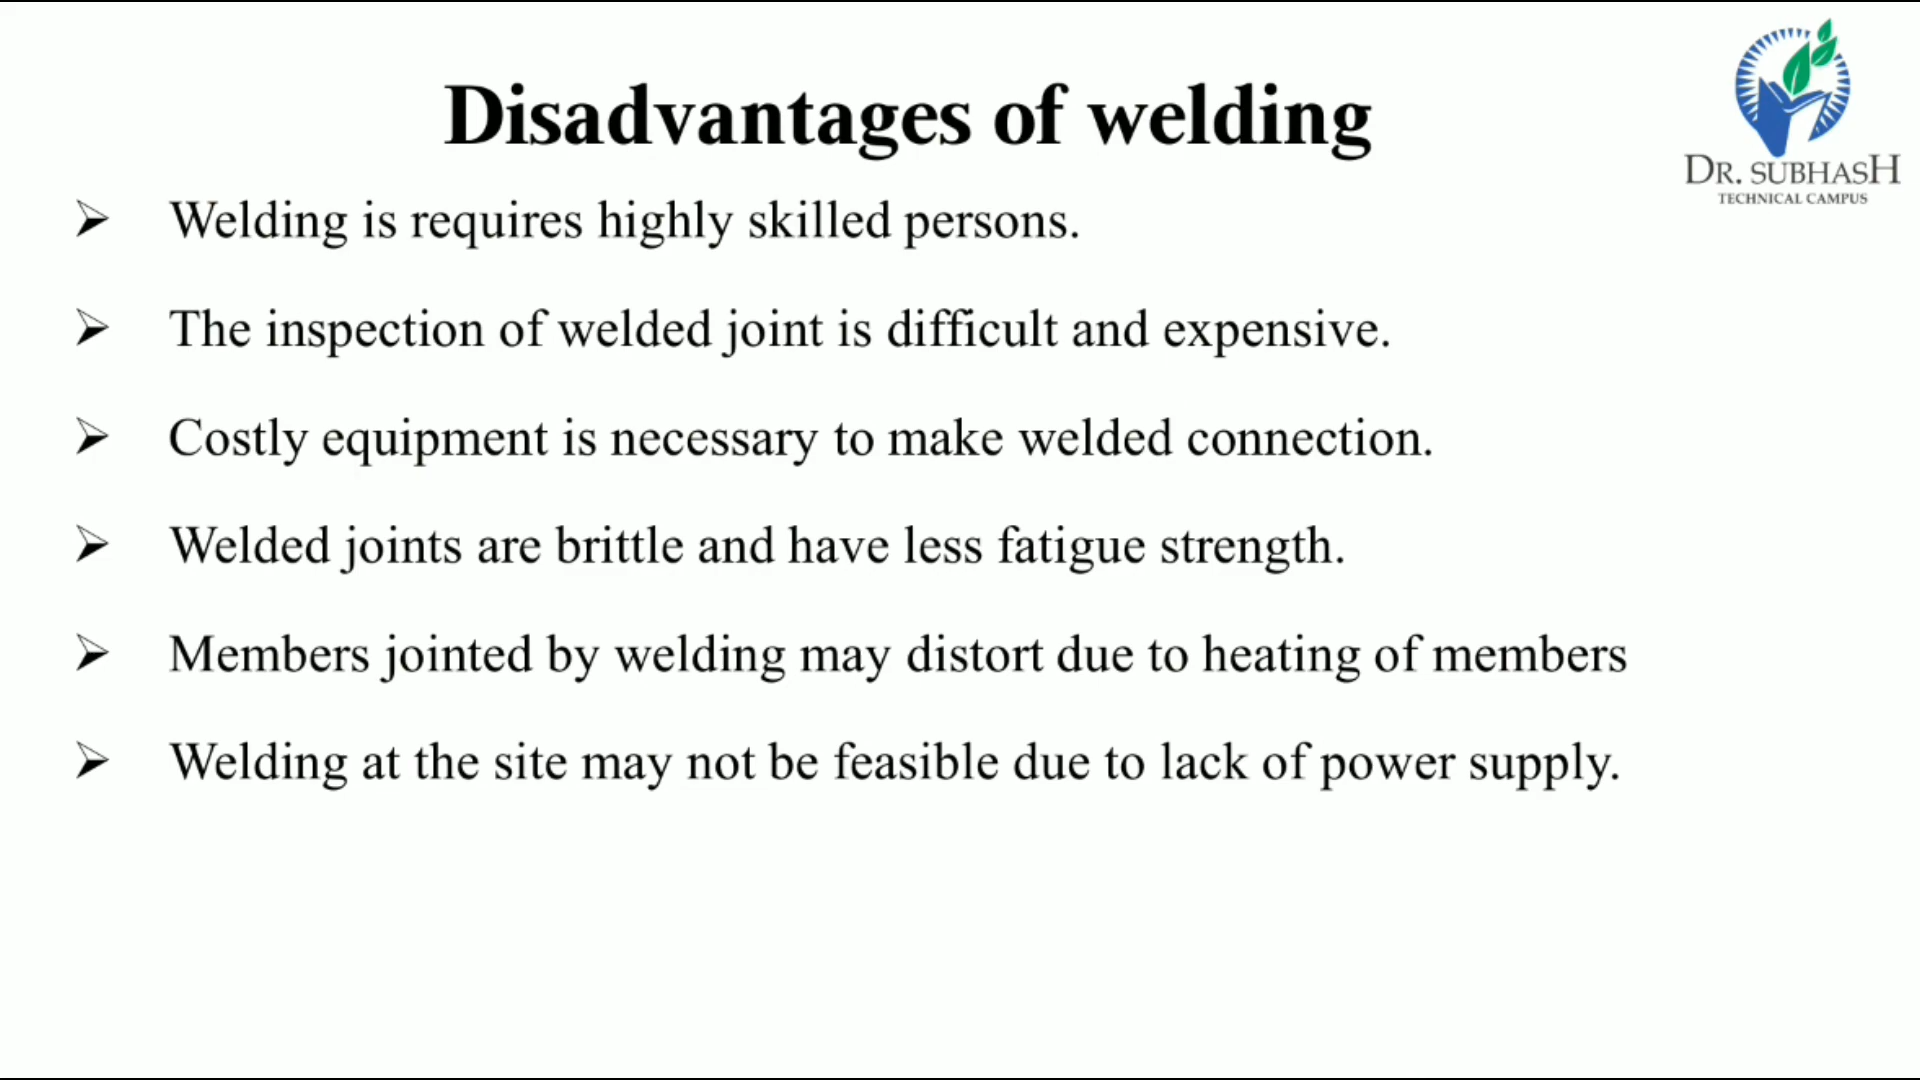 Disadvantages of welding
DR. SUBHASH
TECHNICAL CAMPUS
➢ Welding is requires highly skilled persons.
➢ The inspection of welded joint is difficult and expensive.
➢ Costly equipment is necessary to make welded connection.
➢ Welded joints are brittle and have less fatigue strength.
➢ Members jointed by welding may distort due to heating of members
➢ Welding at the site may not be feasible due to lack of power supply.